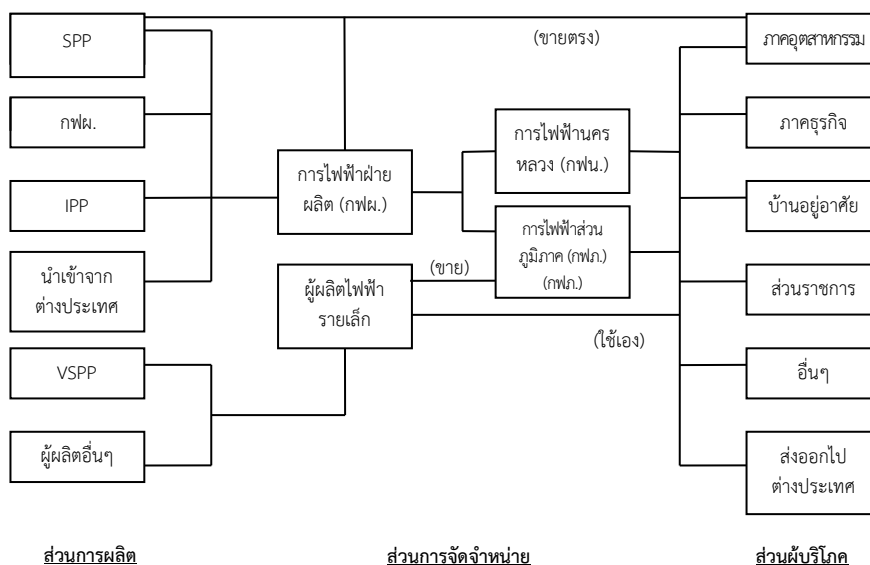 SPP
กฟผ.
IPP
นำเข้าจาก
ต่างประเทศ
VSPP
ผู้ผลิตอื่นๆ
ส่วนการผลิต
(ขายตรง)
การไฟฟ้าฝ่าย
ผลิต (กฟผ.)
ผู้ผลิตไฟฟ้า
รายเล็ก
(ขาย)
การไฟฟ้านคร
หลวง (กฟน.)
การไฟฟ้าส่วน
ภูมิภาค (กฟภ.)
(กฟภ.)
(ใช้เอง)
ส่วนการจัดจำหน่าย
ภาคอุตสาหกรรม
ภาคธุรกิจ
บ้านอยู่อาศัย
ส่วนราชการ
อื่นๆ
ส่งออกไป
ต่างประเทศ
ส่วนผู้บริโภค